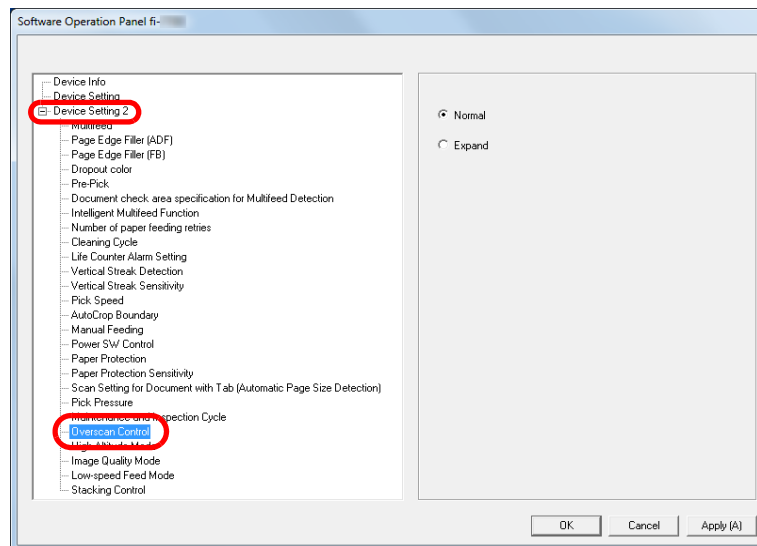 Software Operation Panel fi-
Device Info
Device Setting
Device Setting 2
Multifeed
Page Edge Filler (ADF)
Page Edge Filler (FB)
Dropout color
Pre-Pick
Document check area specification for Multifeed Detection
Intelligent Multifeed Function
Number of paper feeding retries
Cleaning Cycle
Life Counter Alarm Setting
Vertical Streak Detection
Vertical Streak Sensitivity
Pick Speed
AutoCrop Boundary
Manual Feeding
Power SW Control
Paper Protection
Paper Protection Sensitivity
Scan Setting for Document with Tab (Automatic Page Size Detection)
Pick Pressure
Maintenance and Inspection Cycle
Overscan Control
High Altitude Mode
Image Quality Mode
Low-speed Feed Mode
Stacking Control
Normal
Expand
OK Cancel Apply (A)